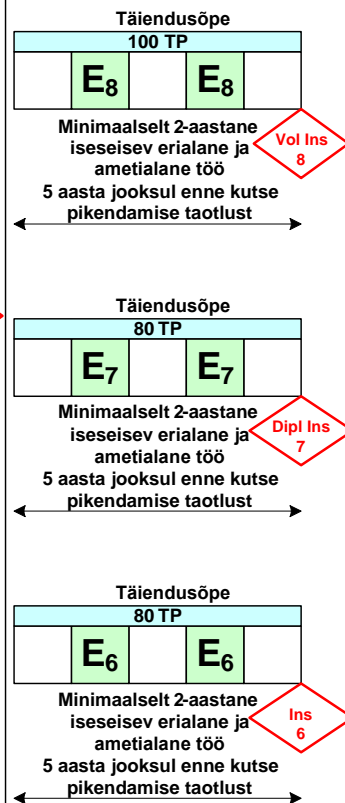 Täiendusõpe
100 TP
E8 E8
Minimaalselt 2-aastane
iseseisev erialane ja
ametialane töö
5 aasta jooksul enne kutse
pikendamise taotlust
Vol Ins
8
Täiendusõpe
80 TP
E7 E7
Minimaalselt 2-aastane
iseseisev erialane ja
ametialane töö
5 aasta jooksul enne kutse
pikendamise taotlust
Dipl Ins
7
Täiendusõpe
80 TP
E6 E6
Minimaalselt 2-aastane
iseseisev erialane ja
ametialane töö
5 aasta jooksul enne kutse
pikendamise taotlust
Ins
6